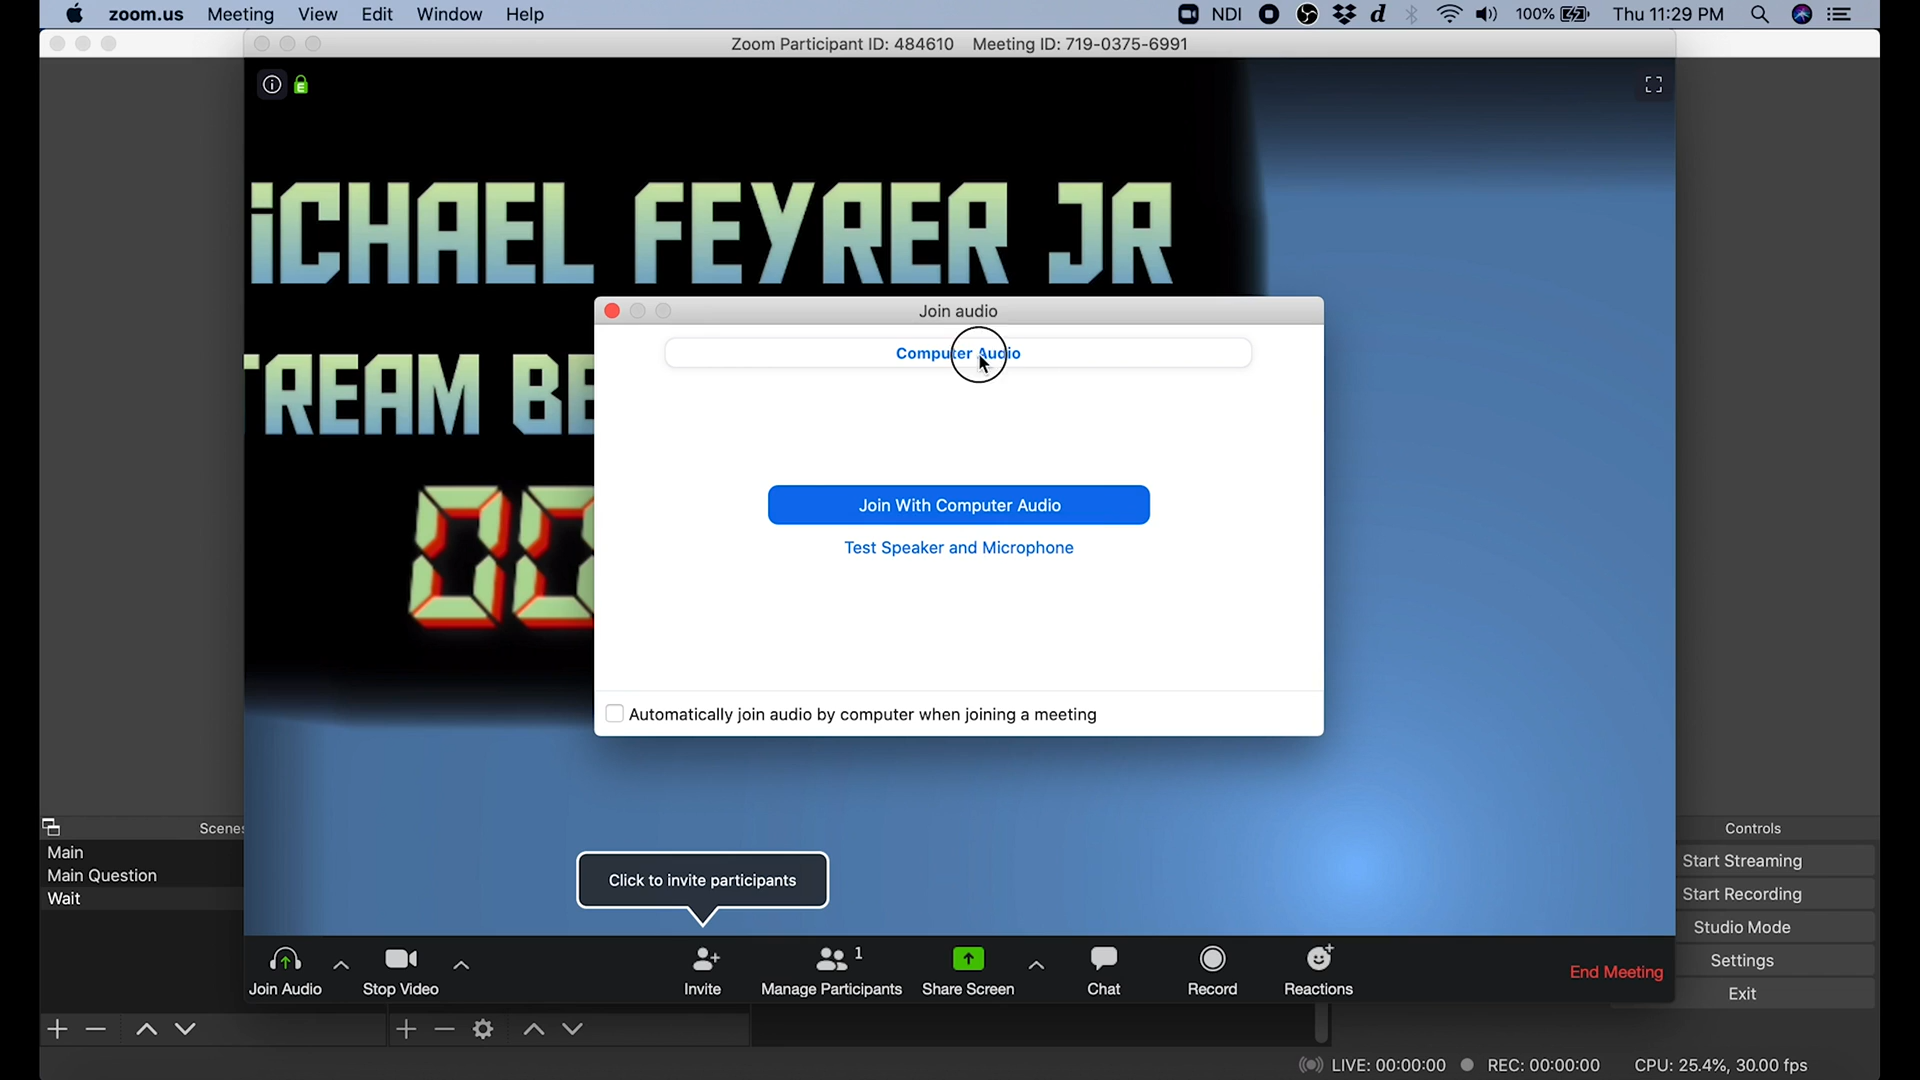 zoom.us Meeting View Edit Window Help NDI 100% Thu 11:29 PM
Zoom Participant ID: 484610 Meeting ID: 719-0375-6991
iCHAEL FEYRER JR
TREAM BE
00
Join audio
Computer Audio
Join With Computer Audio
Test Speaker and Microphone
Automatically join audio by computer when joining a meeting
Click to invite participants
Join Audio Stop Video Invite Manage Participants 1 Share Screen Chat Record Reactions End Meeting
Scenes
Main
Main Question
Wait
Controls
Start Streaming
Start Recording
Studio Mode
Settings
Exit
LIVE: 00:00:00 REC: 00:00:00 CPU: 25.4%, 30.00 fps